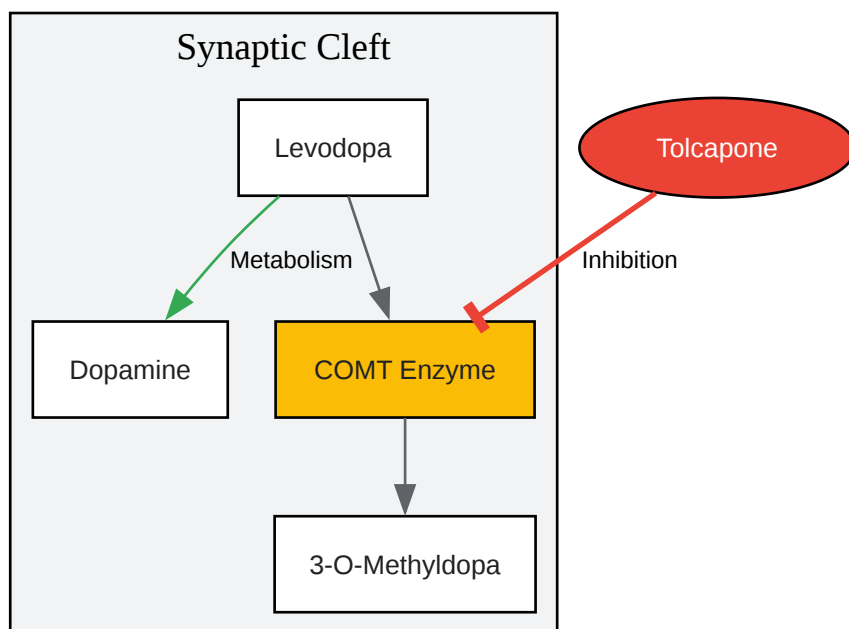 Synaptic Cleft
Levodopa
Tolcapone
Metabolism
Inhibition
Dopamine
COMT Enzyme
3-O-Methyldopa